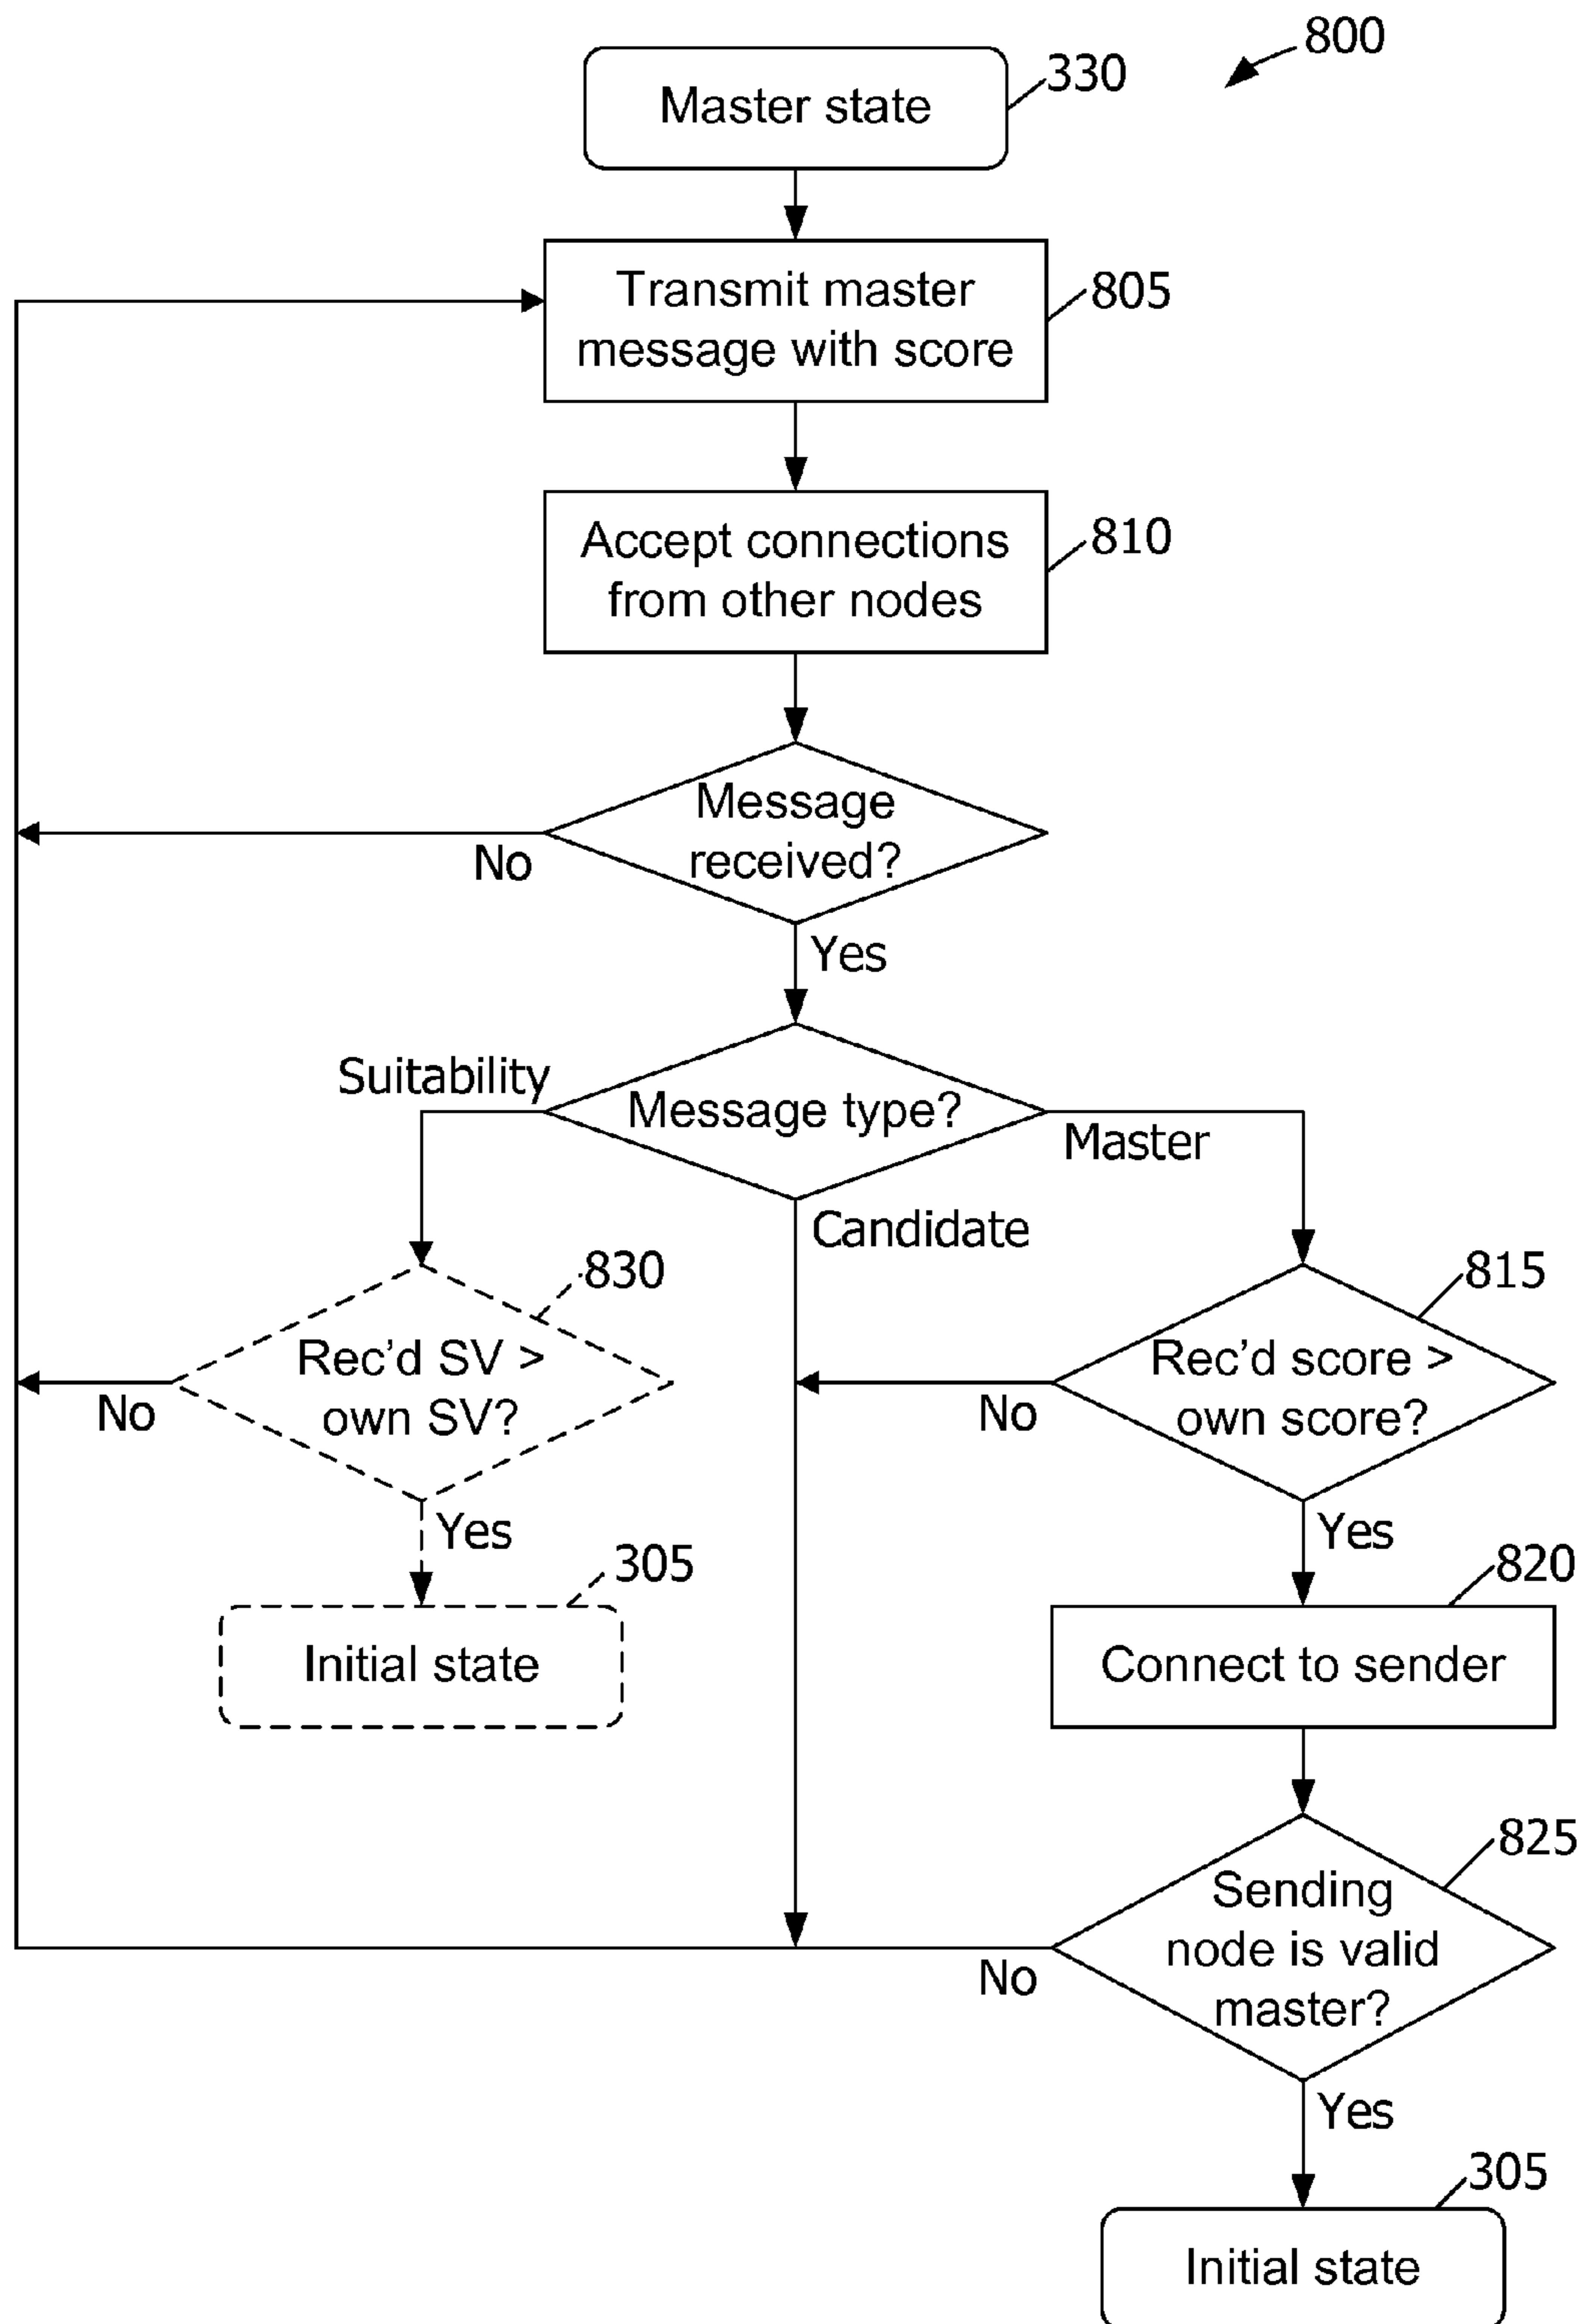 800
Master state
330
Transmit master
message with score
805
Accept connections
from other nodes
810
Message
received?
No
Yes
Suitability
Message type?
Master
Candidate
830
Rec'd SV >
own SV?
No
Yes
305
Initial state
815
Rec'd score >
own score?
No
Yes
820
Connect to sender
825
Sending
node is valid
master?
No
Yes
305
Initial state